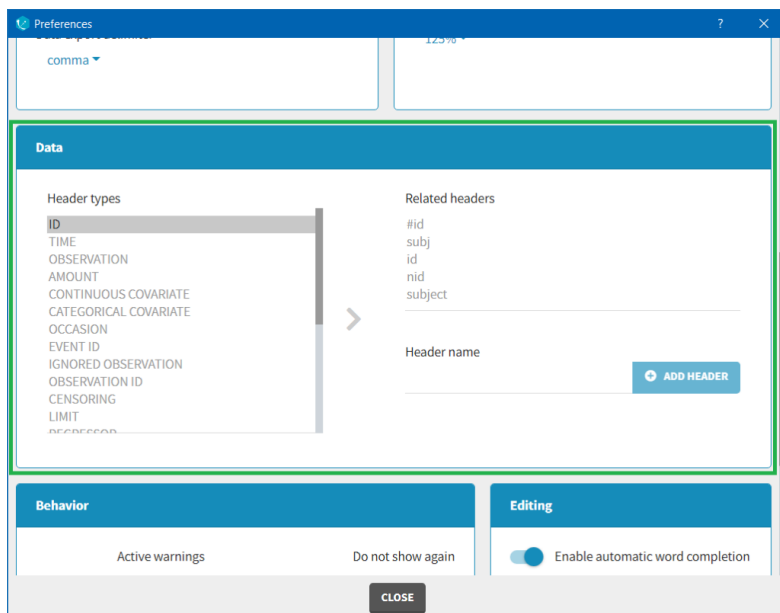 Preferences
?
comma
125%
Data
Header types
ID
TIME
OBSERVATION
AMOUNT
CONTINUOUS COVARIATE
CATEGORICAL COVARIATE
OCCASION
EVENT ID
IGNORED OBSERVATION
OBSERVATION ID
CENSORING
LIMIT
REGRESSOR
Related headers
#id
subj
id
nid
subject
Header name
ADD HEADER
Behavior
Active warnings
Do not show again
Editing
Enable automatic word completion
CLOSE